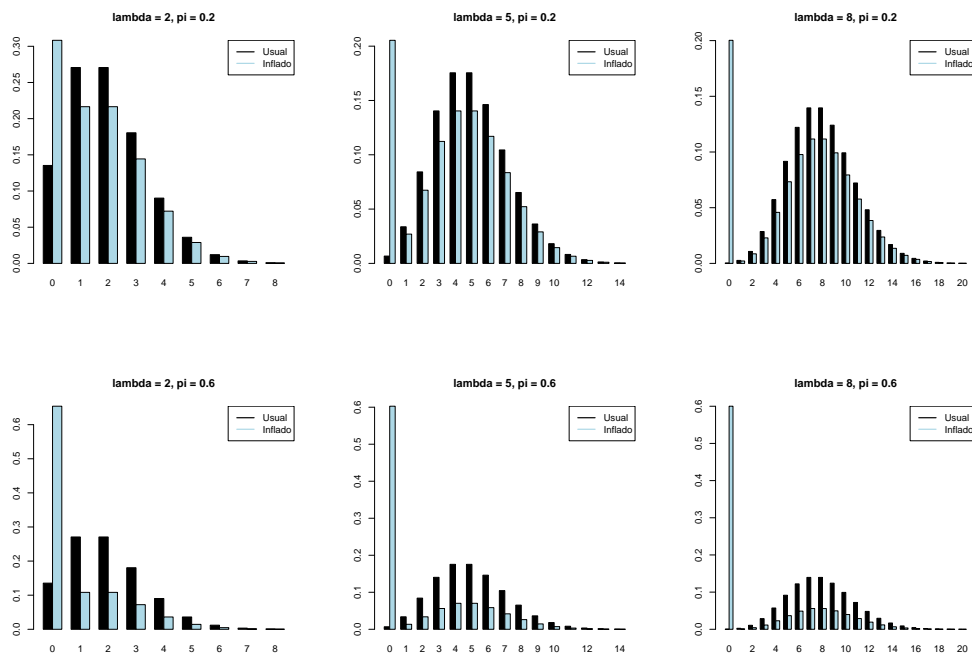 lambda = 2, pi = 0.2
Usual
Inflado
0.00 0.05 0.10 0.15 0.20 0.25 0.30
0 1 2 3 4 5 6 7 8
lambda = 5, pi = 0.2
Usual
Inflado
0.00 0.05 0.10 0.15 0.20
0 1 2 3 4 5 6 7 8 9 10 12 14
lambda = 8, pi = 0.2
Usual
Inflado
0.00 0.05 0.10 0.15 0.20
0 2 4 6 8 10 12 14 16 18 20
lambda = 2, pi = 0.6
Usual
Inflado
0.0 0.1 0.2 0.3 0.4 0.5 0.6
0 1 2 3 4 5 6 7 8
lambda = 5, pi = 0.6
Usual
Inflado
0.0 0.1 0.2 0.3 0.4 0.5 0.6
0 1 2 3 4 5 6 7 8 9 10 12 14
lambda = 8, pi = 0.6
Usual
Inflado
0.0 0.1 0.2 0.3 0.4 0.5 0.6
0 2 4 6 8 10 12 14 16 18 20